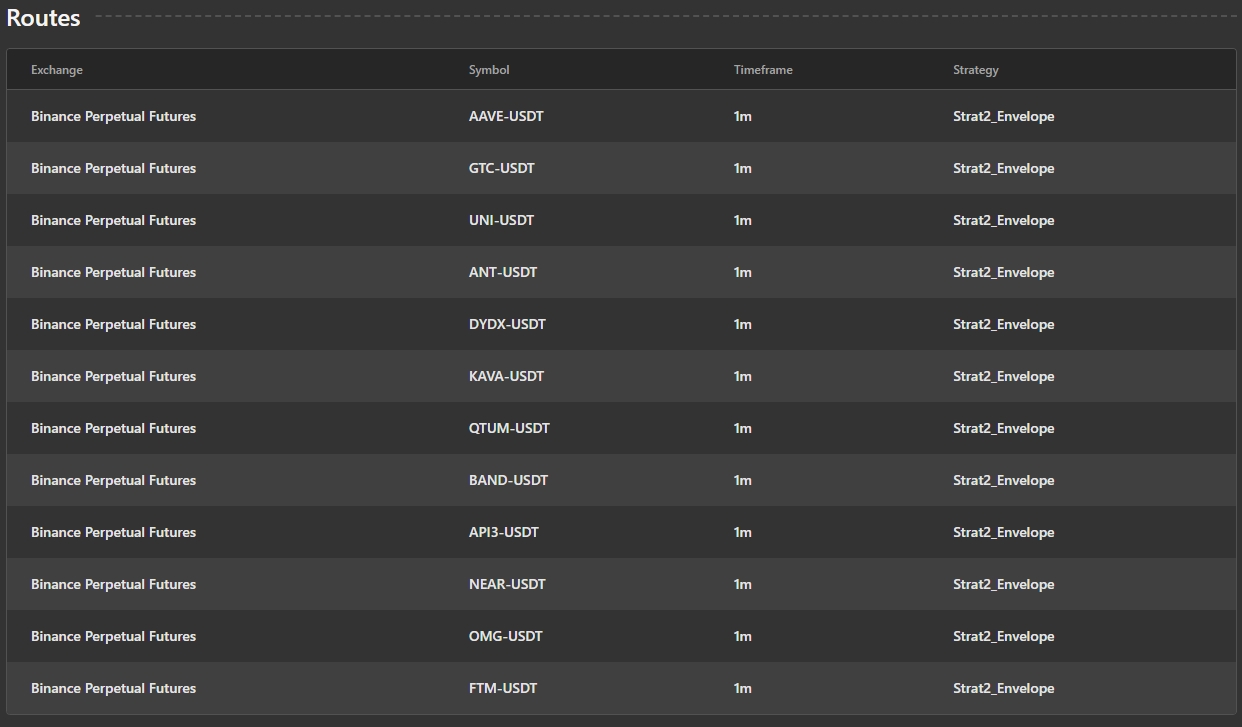 Routes
Exchange Symbol Timeframe Strategy
Binance Perpetual Futures AAVE-USDT 1m Strat2_Envelope
Binance Perpetual Futures GTC-USDT 1m Strat2_Envelope
Binance Perpetual Futures UNI-USDT 1m Strat2_Envelope
Binance Perpetual Futures ANT-USDT 1m Strat2_Envelope
Binance Perpetual Futures DYDX-USDT 1m Strat2_Envelope
Binance Perpetual Futures KAVA-USDT 1m Strat2_Envelope
Binance Perpetual Futures QTUM-USDT 1m Strat2_Envelope
Binance Perpetual Futures BAND-USDT 1m Strat2_Envelope
Binance Perpetual Futures API3-USDT 1m Strat2_Envelope
Binance Perpetual Futures NEAR-USDT 1m Strat2_Envelope
Binance Perpetual Futures OMG-USDT 1m Strat2_Envelope
Binance Perpetual Futures FTM-USDT 1m Strat2_Envelope